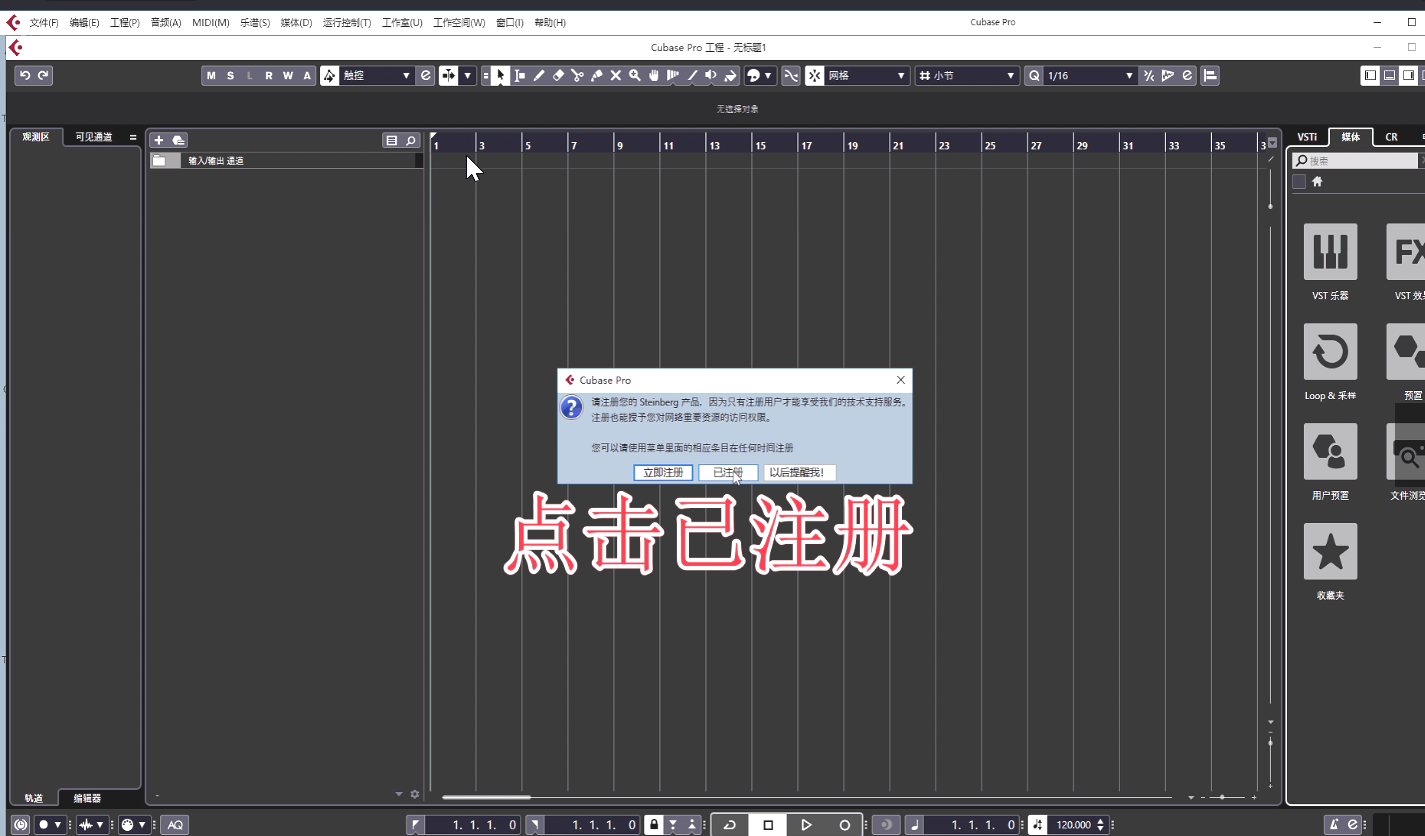 文件(F) 编辑(E) 工程(P) 音频(A) MIDI(M) 乐谱(S) 媒体(D) 运行控制(T) 工作室(U) 工作空间(W) 窗口(I) 帮助(H)
Cubase Pro
Cubase Pro 工程 - 无标题1
M S L R W A 触控 网格 小节 Q 1/16
无选择对象
观测区 可见通道
输入/输出 通道
1 3 5 7 9 11 13 15 17 19 21 23 25 27 29 31 33 35 3
VSTi 媒体 CR
搜索
VST 乐器
VST 效
Loop & 采样
预置
用户预置
文件浏览
收藏夹
FX
Cubase Pro
请注册您的 Steinberg 产品，因为只有注册用户才能享受我们的技术支持服务。
注册也能授予您对网络重要资源的访问权限。
您可以请使用菜单里面的相应条目在任何时间注册
立即注册 已注册 以后提醒我!
点击已注册
轨道 编辑器
AQ 1. 1. 1. 0 1. 1. 1. 0 1. 1. 1. 0 120.000